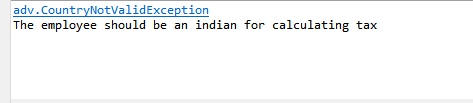 adv.CountryNotValidException
The employee should be an indian for calculating tax